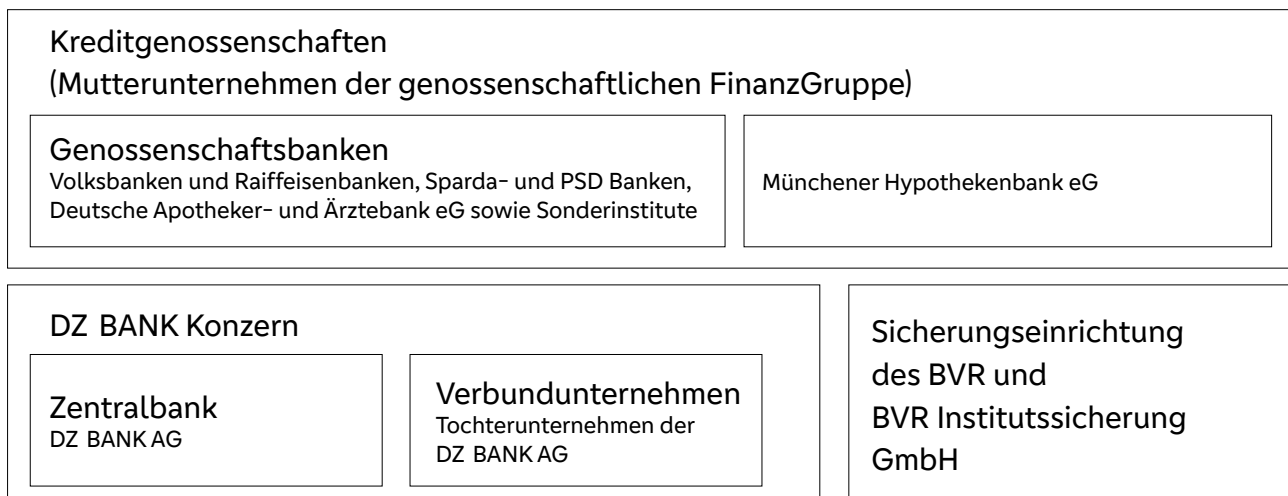 Kreditgenossenschaften
(Mutterunternehmen der genossenschaftlichen FinanzGruppe)
Genossenschaftsbanken
Volksbanken und Raiffeisenbanken, Sparda- und PSD Banken,
Deutsche Apotheker- und Ärztebank eG sowie Sonderinstitute
Münchener Hypothekenbank eG
DZ BANK Konzern
Zentralbank
DZ BANK AG
Verbundunternehmen
Tochterunternehmen der
DZ BANK AG
Sicherungseinrichtung
des BVR und
BVR Institutssicherung
GmbH